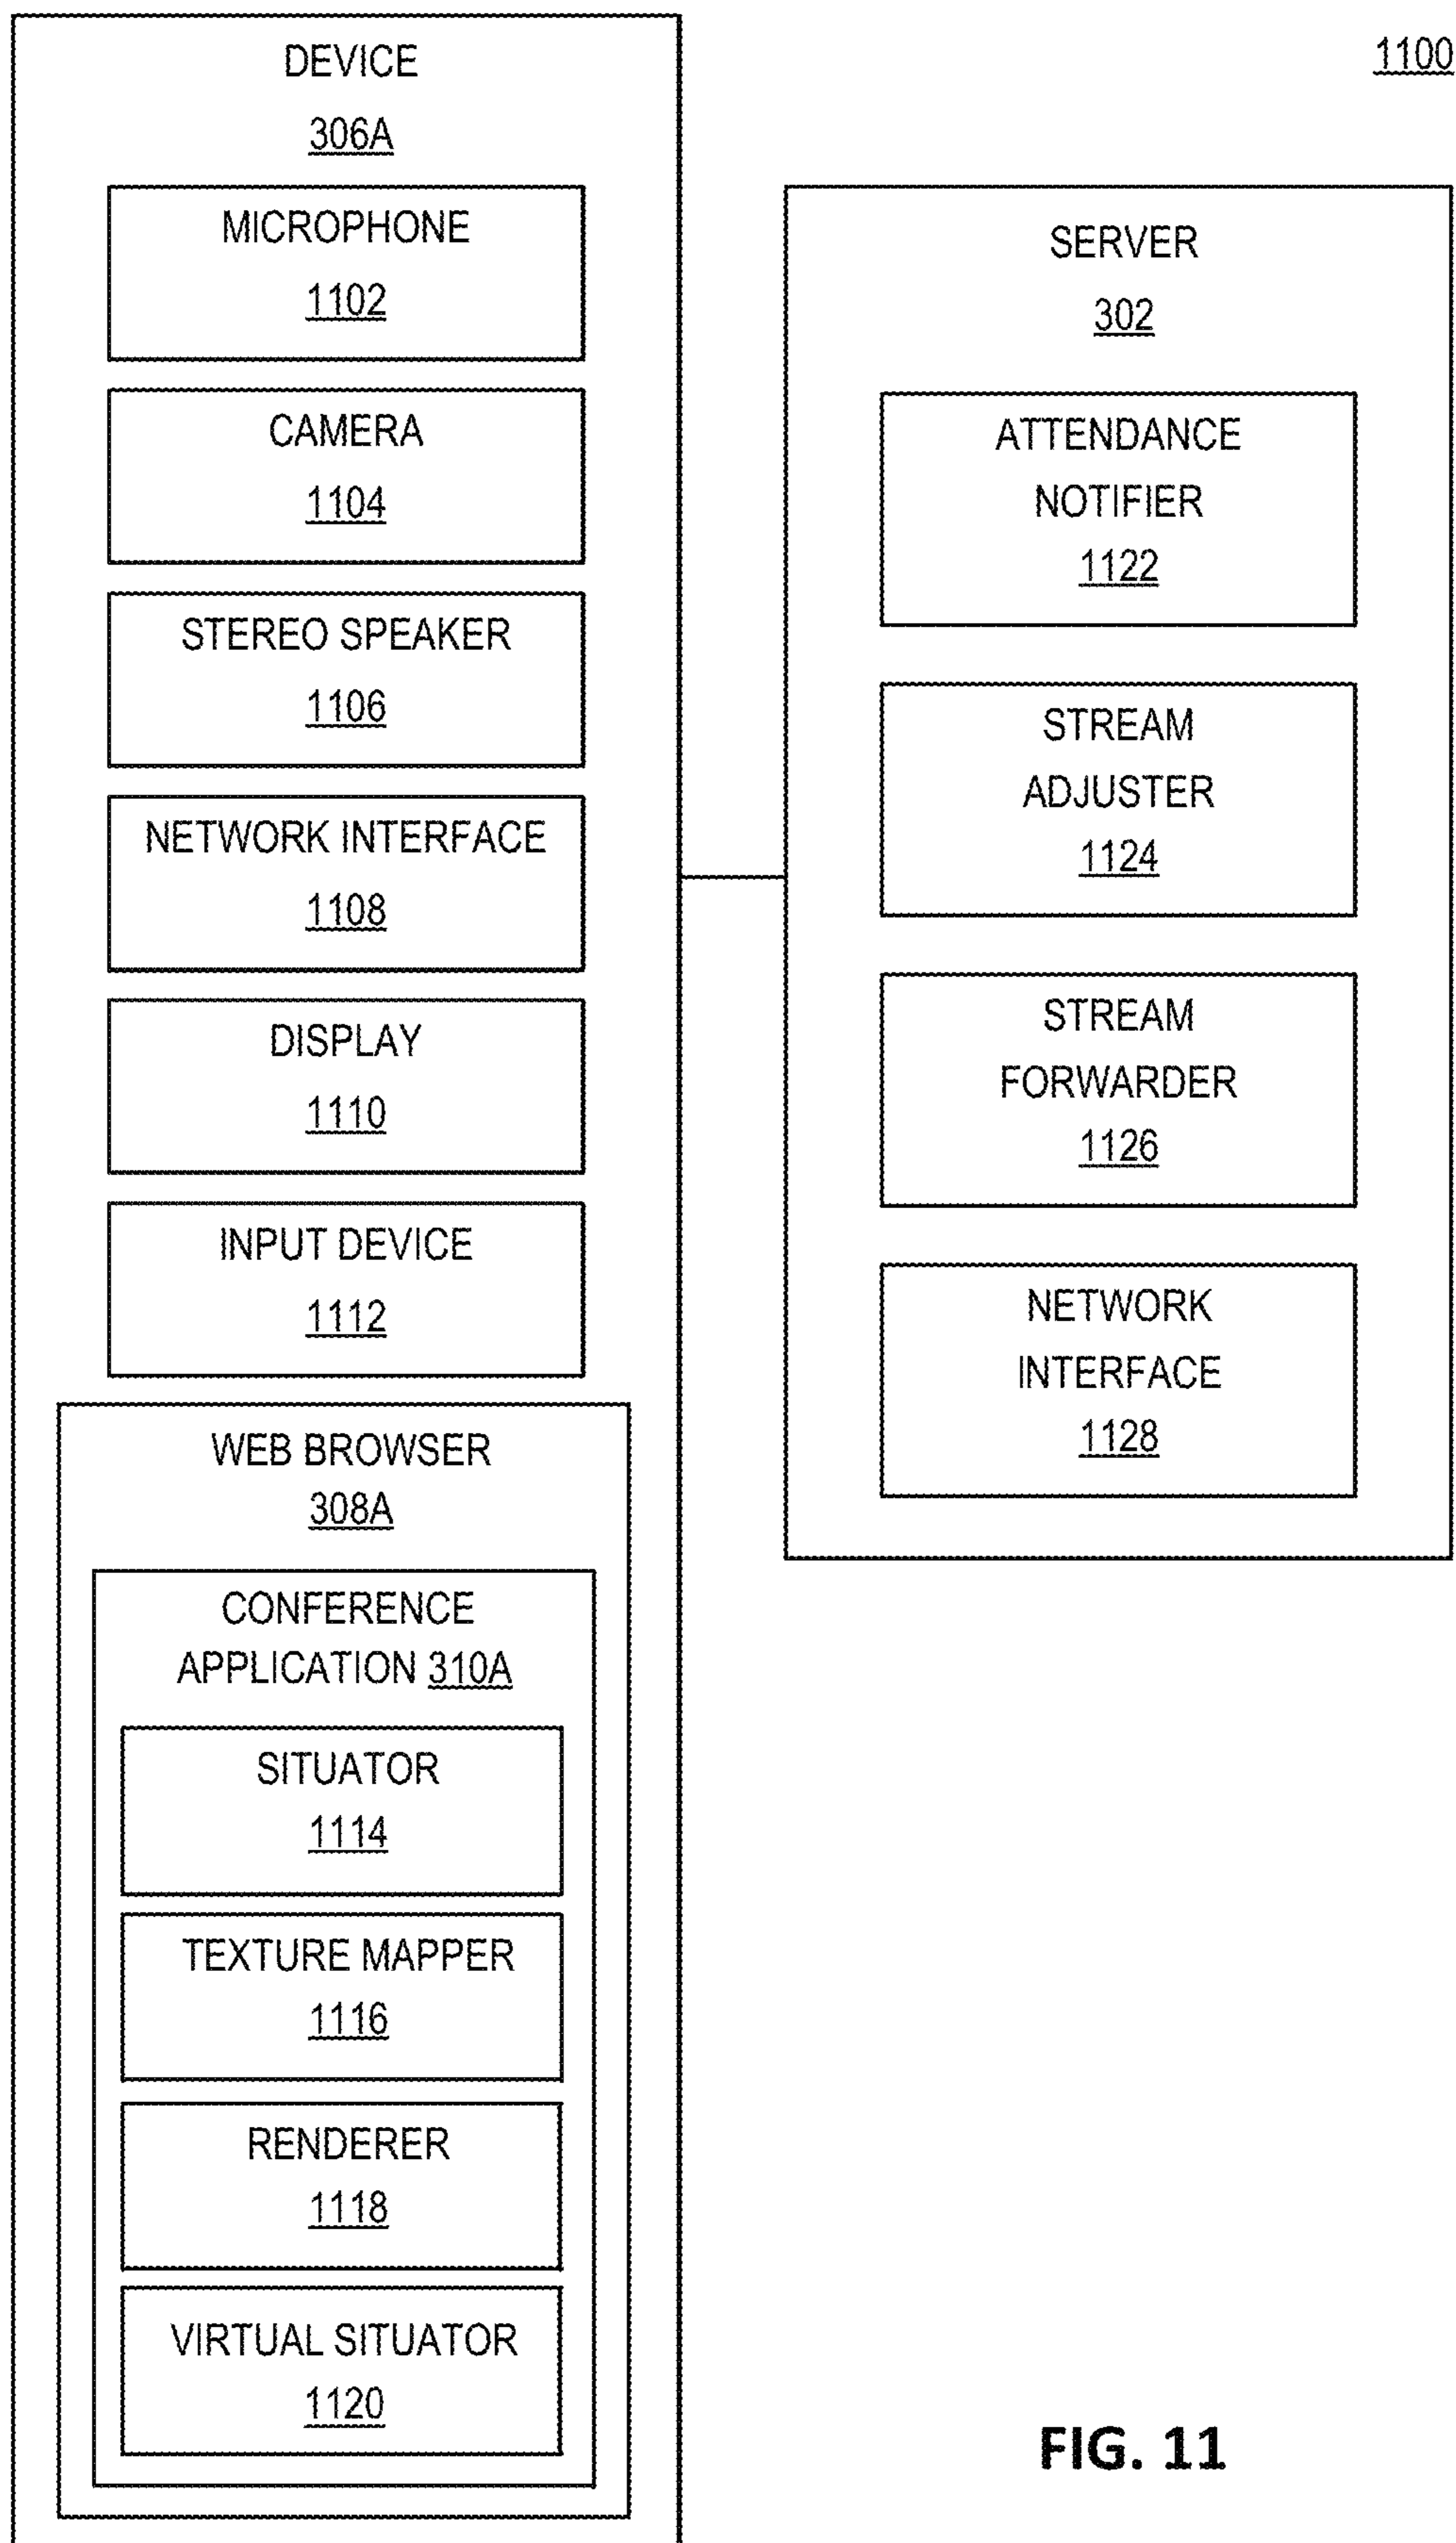 1100
DEVICE
306A
MICROPHONE
1102
CAMERA
1104
STEREO SPEAKER
1106
NETWORK INTERFACE
1108
DISPLAY
1110
INPUT DEVICE
1112
WEB BROWSER
308A
CONFERENCE
APPLICATION 310A
SITUATOR
1114
TEXTURE MAPPER
1116
RENDERER
1118
VIRTUAL SITUATOR
1120
SERVER
302
ATTENDANCE
NOTIFIER
1122
STREAM
ADJUSTER
1124
STREAM
FORWARDER
1126
NETWORK
INTERFACE
1128
FIG. 11